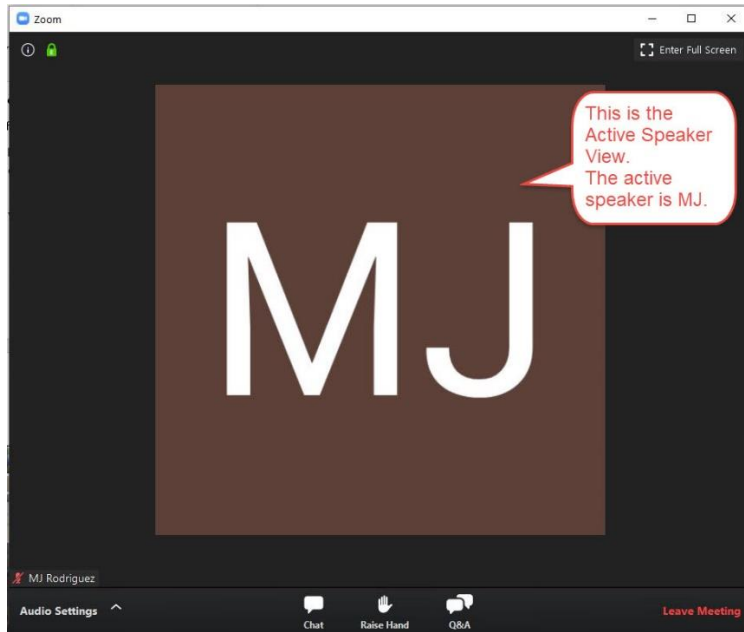 Zoom
Enter Full Screen
This is the
Active Speaker
View.
The active
speaker is MJ.
MJ
MJ Rodriguez
Audio Settings
Chat
Raise Hand
Q&A
Leave Meeting